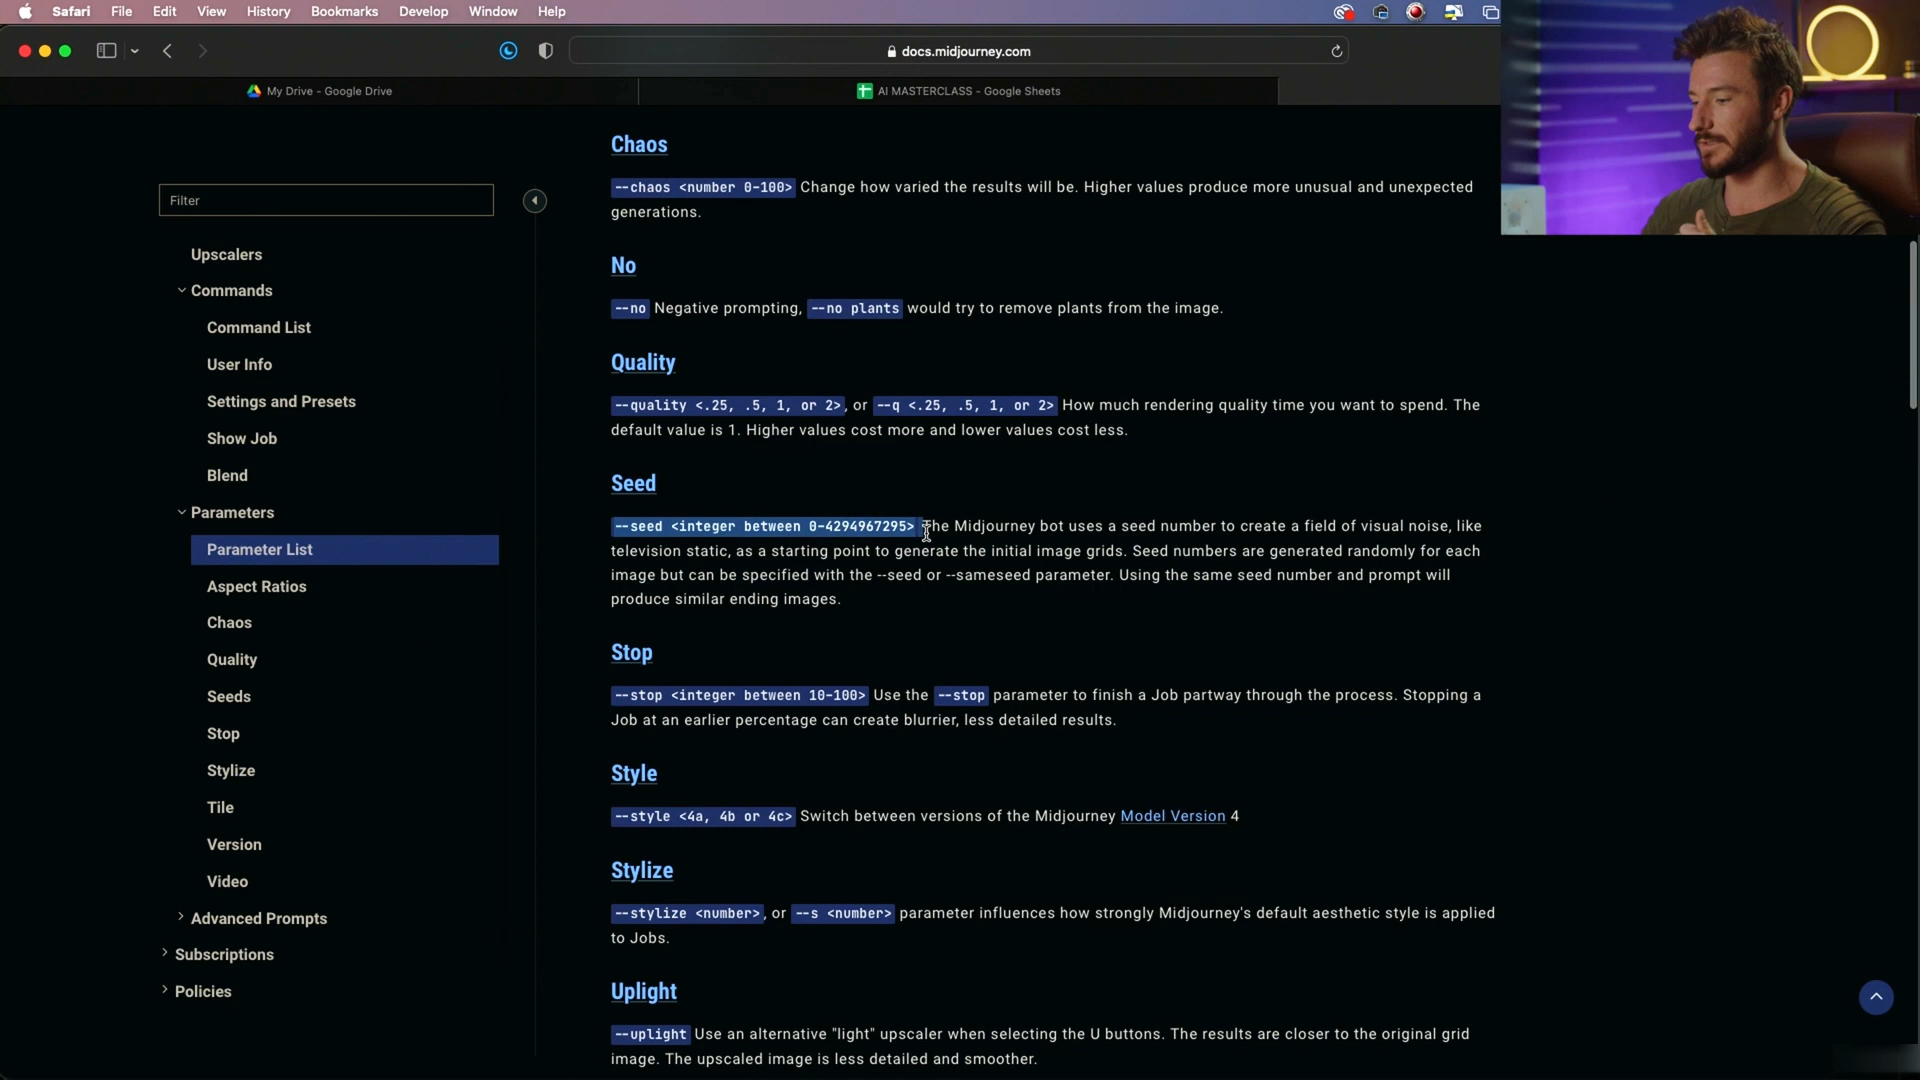 Safari File Edit View History Bookmarks Develop Window Help
docs.midjourney.com
My Drive - Google Drive
AI MASTERCLASS - Google Sheets
Filter
Upscalers
Commands
Command List
User Info
Settings and Presets
Show Job
Blend
Parameters
Parameter List
Aspect Ratios
Chaos
Quality
Seeds
Stop
Stylize
Tile
Version
Video
Advanced Prompts
Subscriptions
Policies
Chaos
--chaos <number 0-100> Change how varied the results will be. Higher values produce more unusual and unexpected
generations.
No
--no Negative prompting, --no plants would try to remove plants from the image.
Quality
--quality <.25, .5, 1, or 2>, or --q <.25, .5, 1, or 2> How much rendering quality time you want to spend. The
default value is 1. Higher values cost more and lower values cost less.
Seed
--seed <integer between 0-4294967295> The Midjourney bot uses a seed number to create a field of visual noise, like
television static, as a starting point to generate the initial image grids. Seed numbers are generated randomly for each
image but can be specified with the --seed or --sameseed parameter. Using the same seed number and prompt will
produce similar ending images.
Stop
--stop <integer between 10-100> Use the --stop parameter to finish a Job partway through the process. Stopping a
Job at an earlier percentage can create blurrier, less detailed results.
Style
--style <4a, 4b or 4c> Switch between versions of the Midjourney Model Version 4
Stylize
--stylize <number>, or --s <number> parameter influences how strongly Midjourney's default aesthetic style is applied
to Jobs.
Uplight
--uplight Use an alternative "light" upscaler when selecting the U buttons. The results are closer to the original grid
image. The upscaled image is less detailed and smoother.